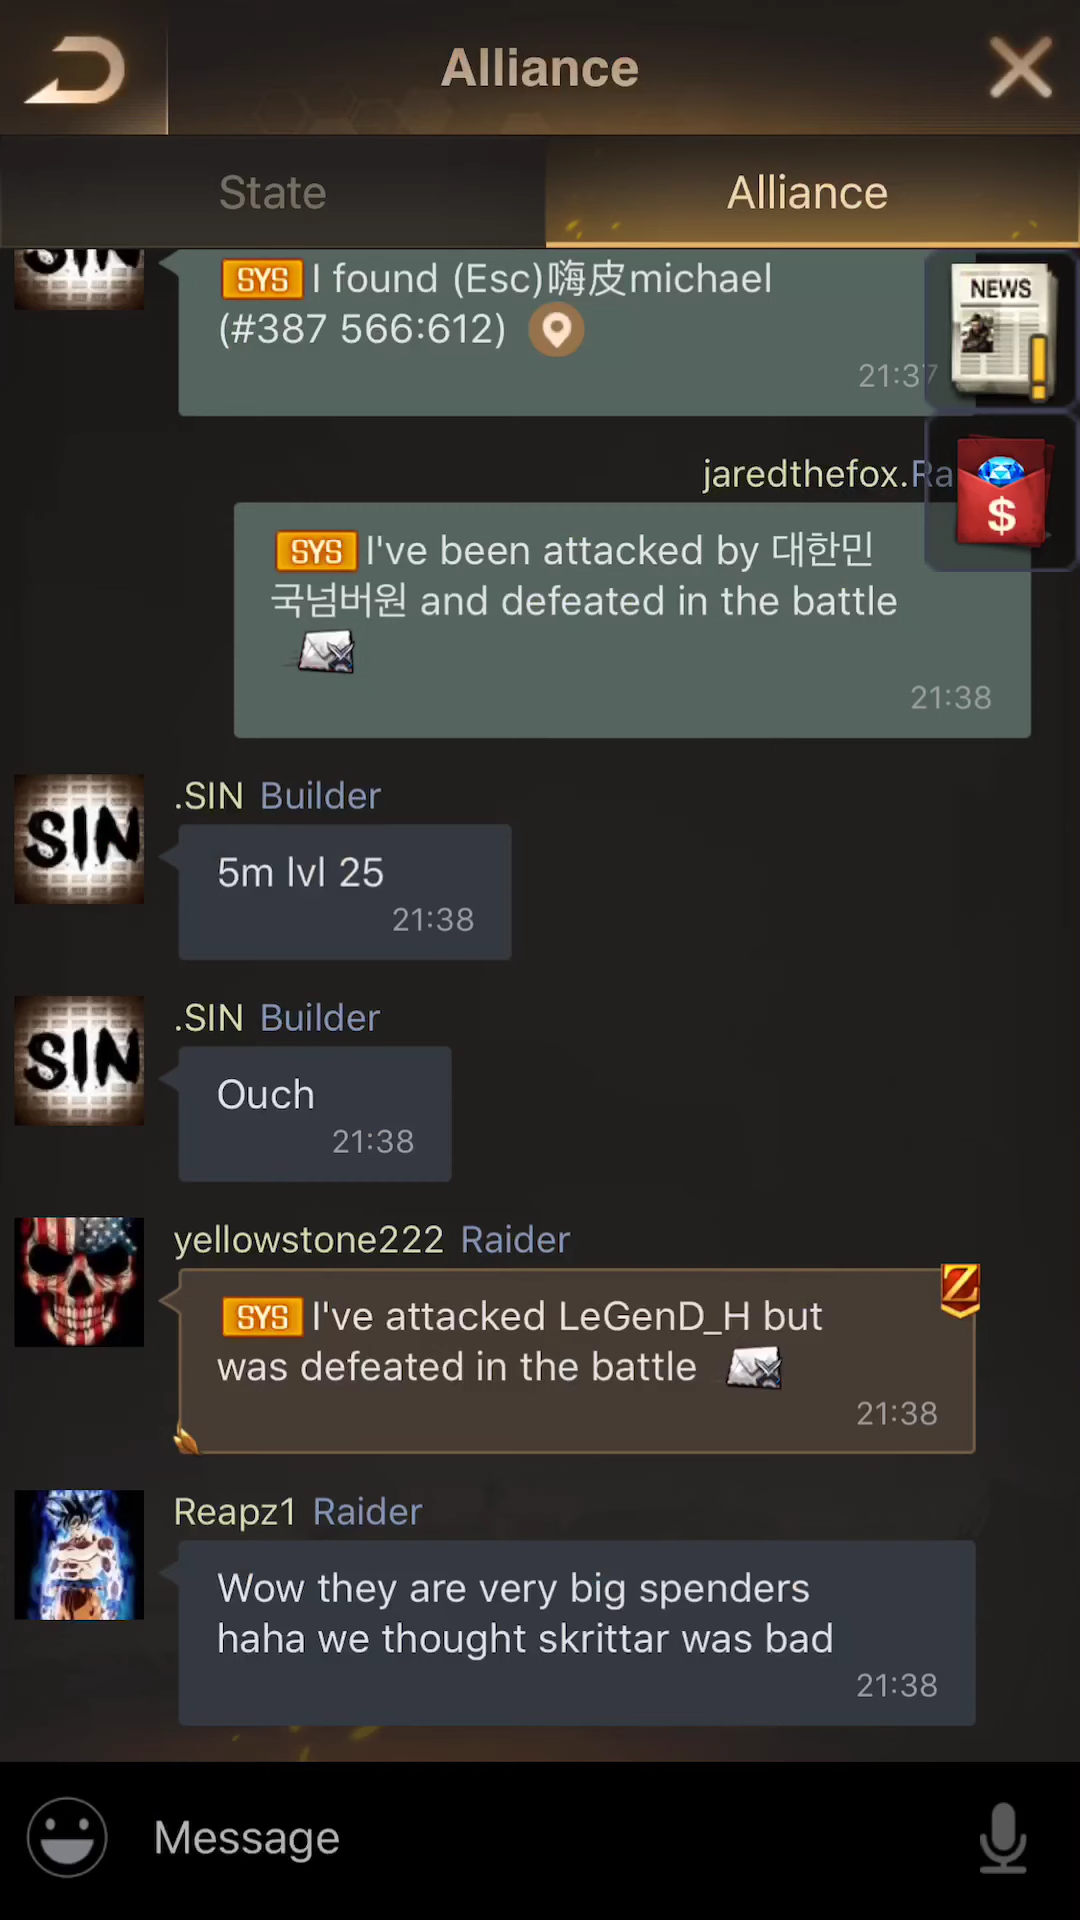 Alliance
State
Alliance
SIN
SYS I found (Esc)嗨皮michael
(#387 566:612)
21:37
NEWS
jaredthefox.Ra
$
SYS I've been attacked by 대한민
국넘버원 and defeated in the battle
21:38
SIN
.SIN Builder
5m lvl 25
21:38
SIN
.SIN Builder
Ouch
21:38
yellowstone222 Raider
Z
SYS I've attacked LeGenD_H but
was defeated in the battle
21:38
Reapz1 Raider
Wow they are very big spenders
haha we thought skrittar was bad
21:38
Message